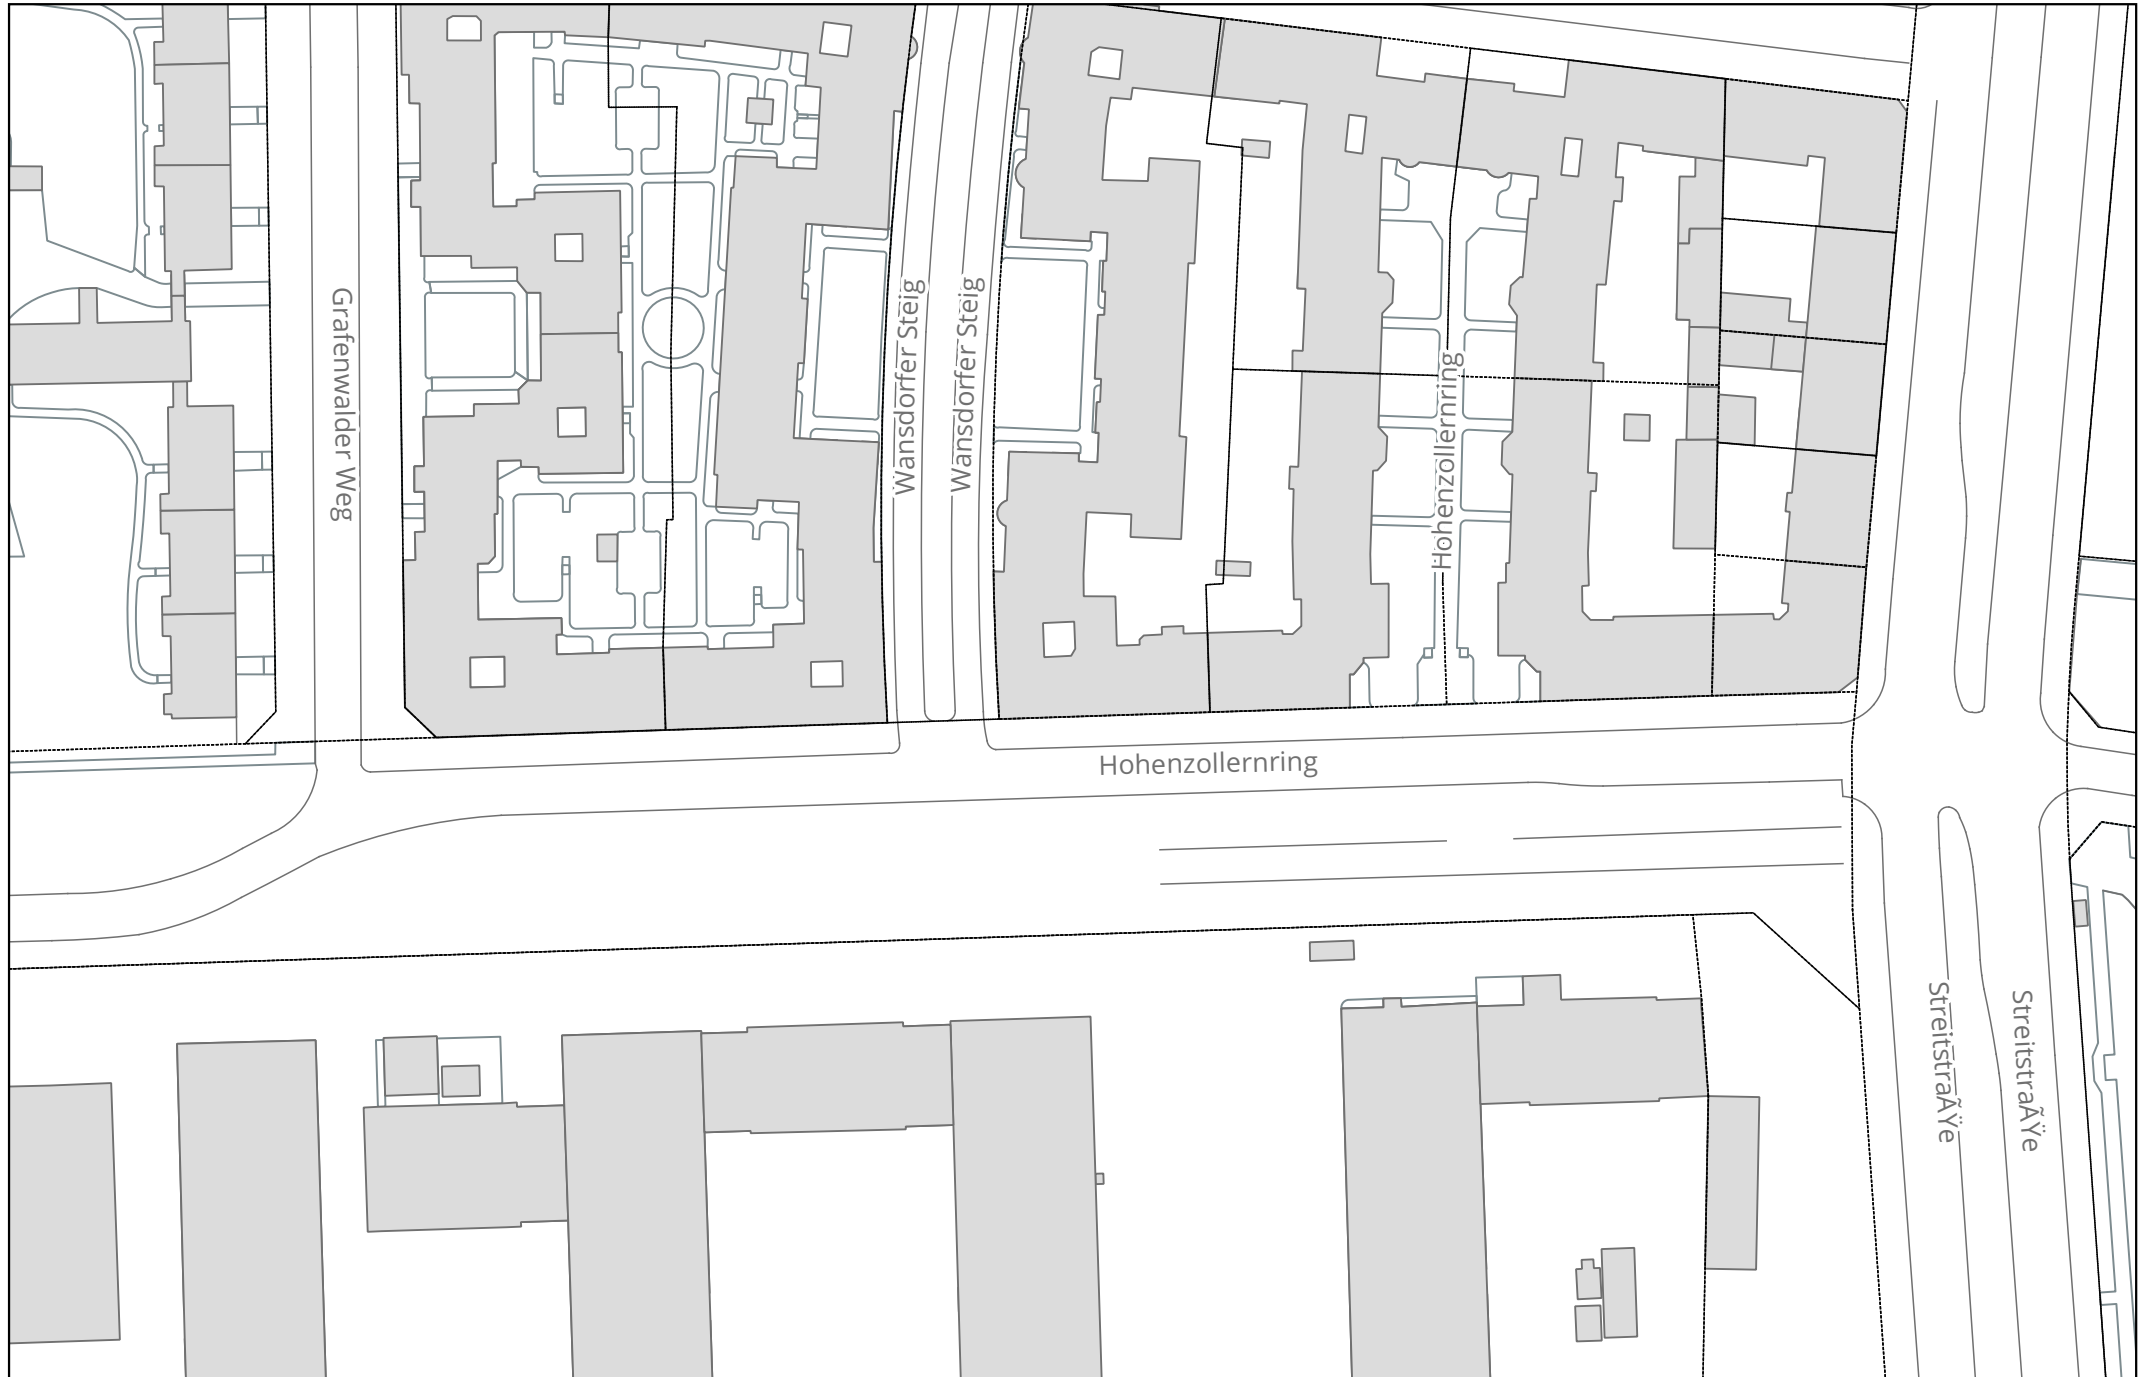 Grafenwalder Weg
Wansdorfer Steig
Wansdorfer Steig
Hohenzollernring
Hohenzollernring
StreitstraÃŸe
StreitstraÃŸe